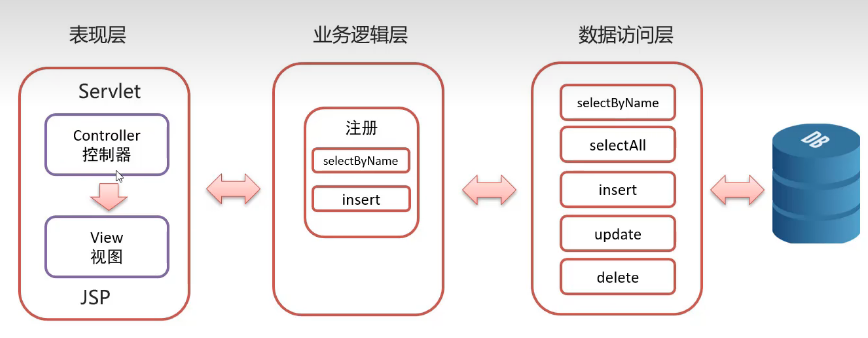 表现层
Servlet
Controller
控制器
View
视图
JSP
业务逻辑层
注册
selectByName
insert
数据访问层
selectByName
selectAll
insert
update
delete
DB